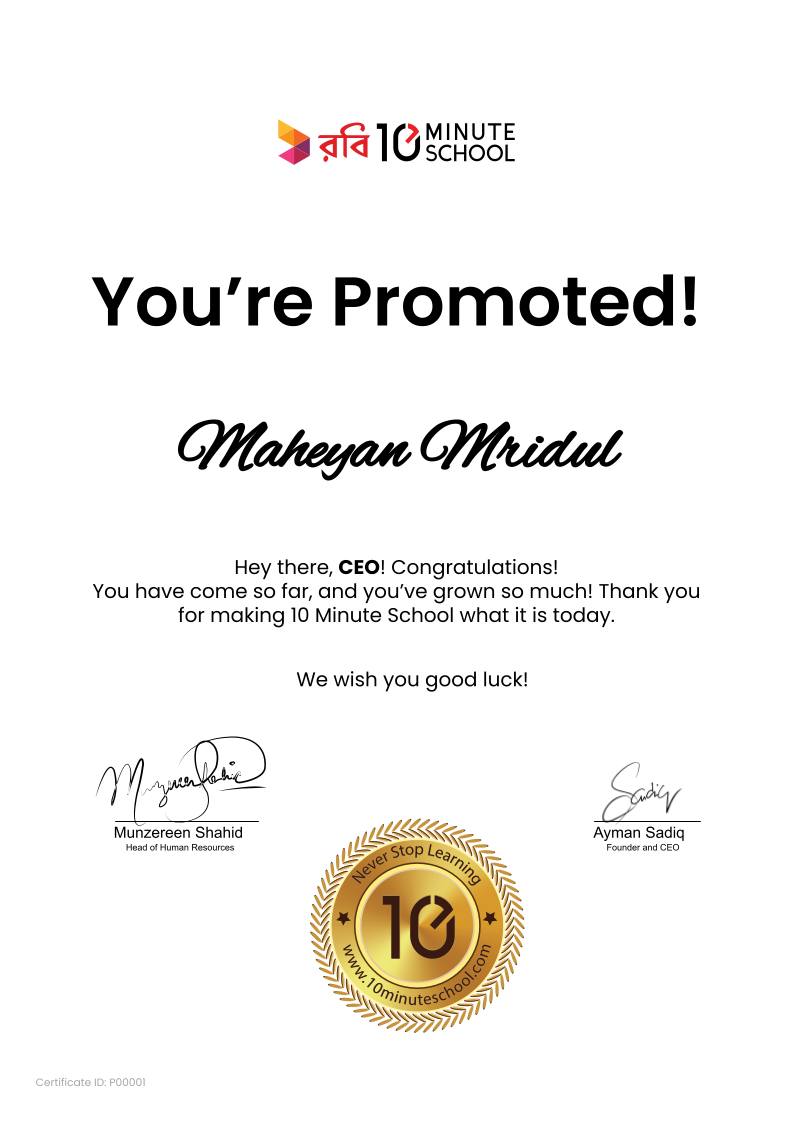 রবি 10 MINUTE SCHOOL
You’re Promoted!
Maheyan Mridul
Hey there, CEO! Congratulations!
You have come so far, and you’ve grown so much! Thank you
for making 10 Minute School what it is today.
We wish you good luck!
Munzereen Shahid
Sadiq
Munzereen Shahid
Head of Human Resources
Ayman Sadiq
Founder and CEO
Never Stop Learning
10
www.10minuteschool.com
Certificate ID: P00001